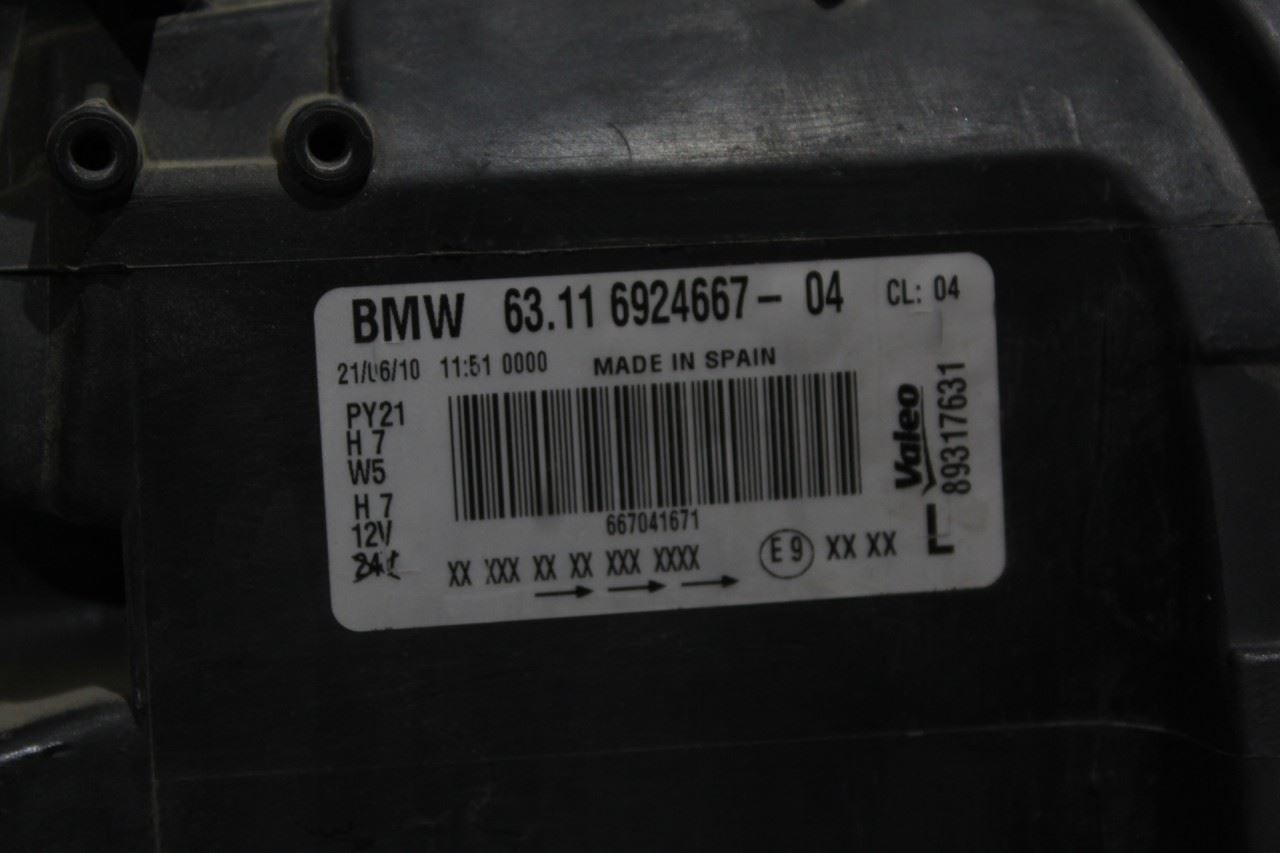 BMW 63.11 6924667- 04 CL: 04
21/06/10 11:51 0000 MADE IN SPAIN
PY21
H 7
W5
H 7
12V
667041671
XX XXX XX XX XXX XXXX
E9 XX XX
Valeo
L 89317631